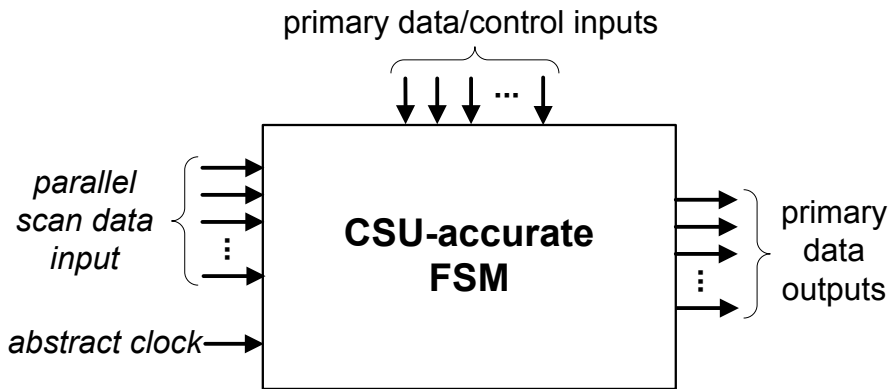 primary data/control inputs
...
parallel
scan data
input
...
abstract clock
CSU-accurate
FSM
primary
data
outputs
...